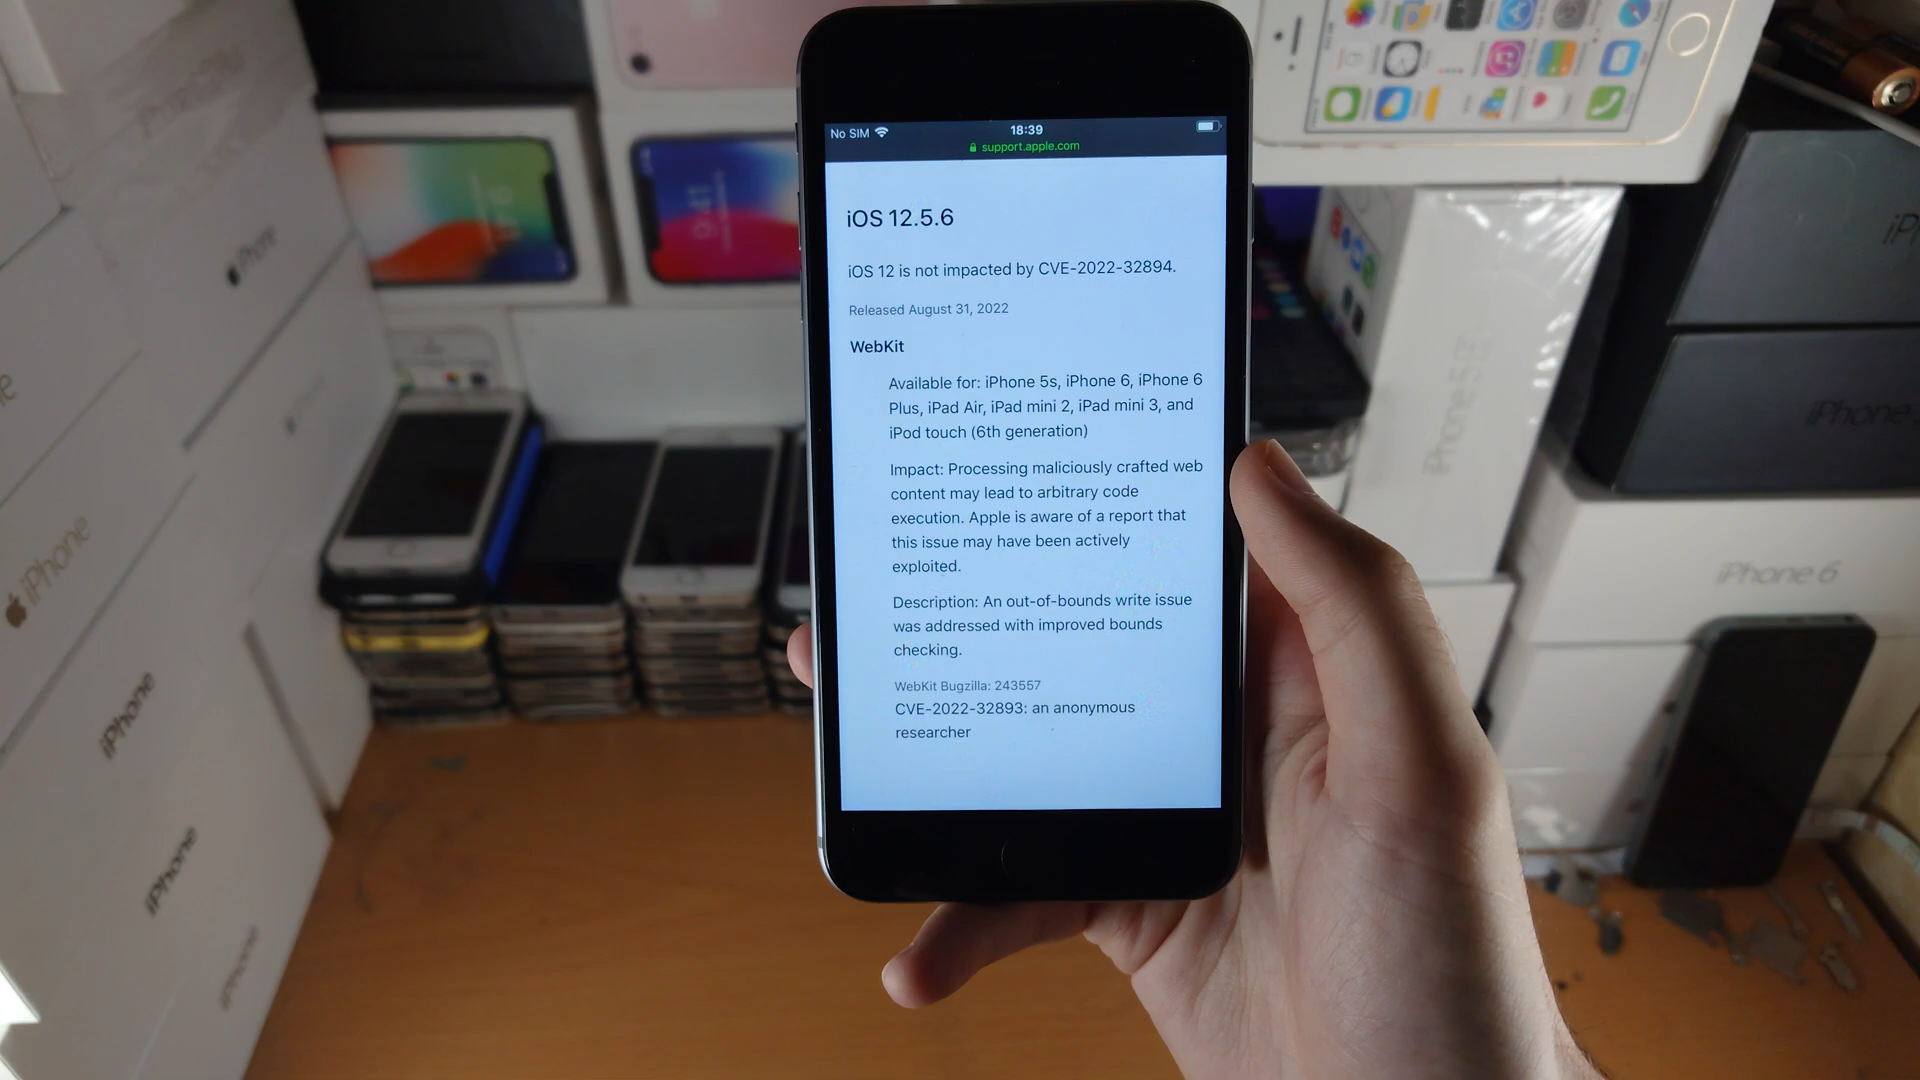 No SIM
18:39
support.apple.com
iOS 12.5.6
iOS 12 is not impacted by CVE-2022-32894.
Released August 31, 2022
WebKit
Available for: iPhone 5s, iPhone 6, iPhone 6
Plus, iPad Air, iPad mini 2, iPad mini 3, and
iPod touch (6th generation)
Impact: Processing maliciously crafted web
content may lead to arbitrary code
execution. Apple is aware of a report that
this issue may have been actively
exploited.
Description: An out-of-bounds write issue
was addressed with improved bounds
checking.
WebKit Bugzilla: 243557
CVE-2022-32893: an anonymous
researcher
iPhone
iPhone
iPhone
iPhone
iPhone
9:41
iPhone 6
iPhone